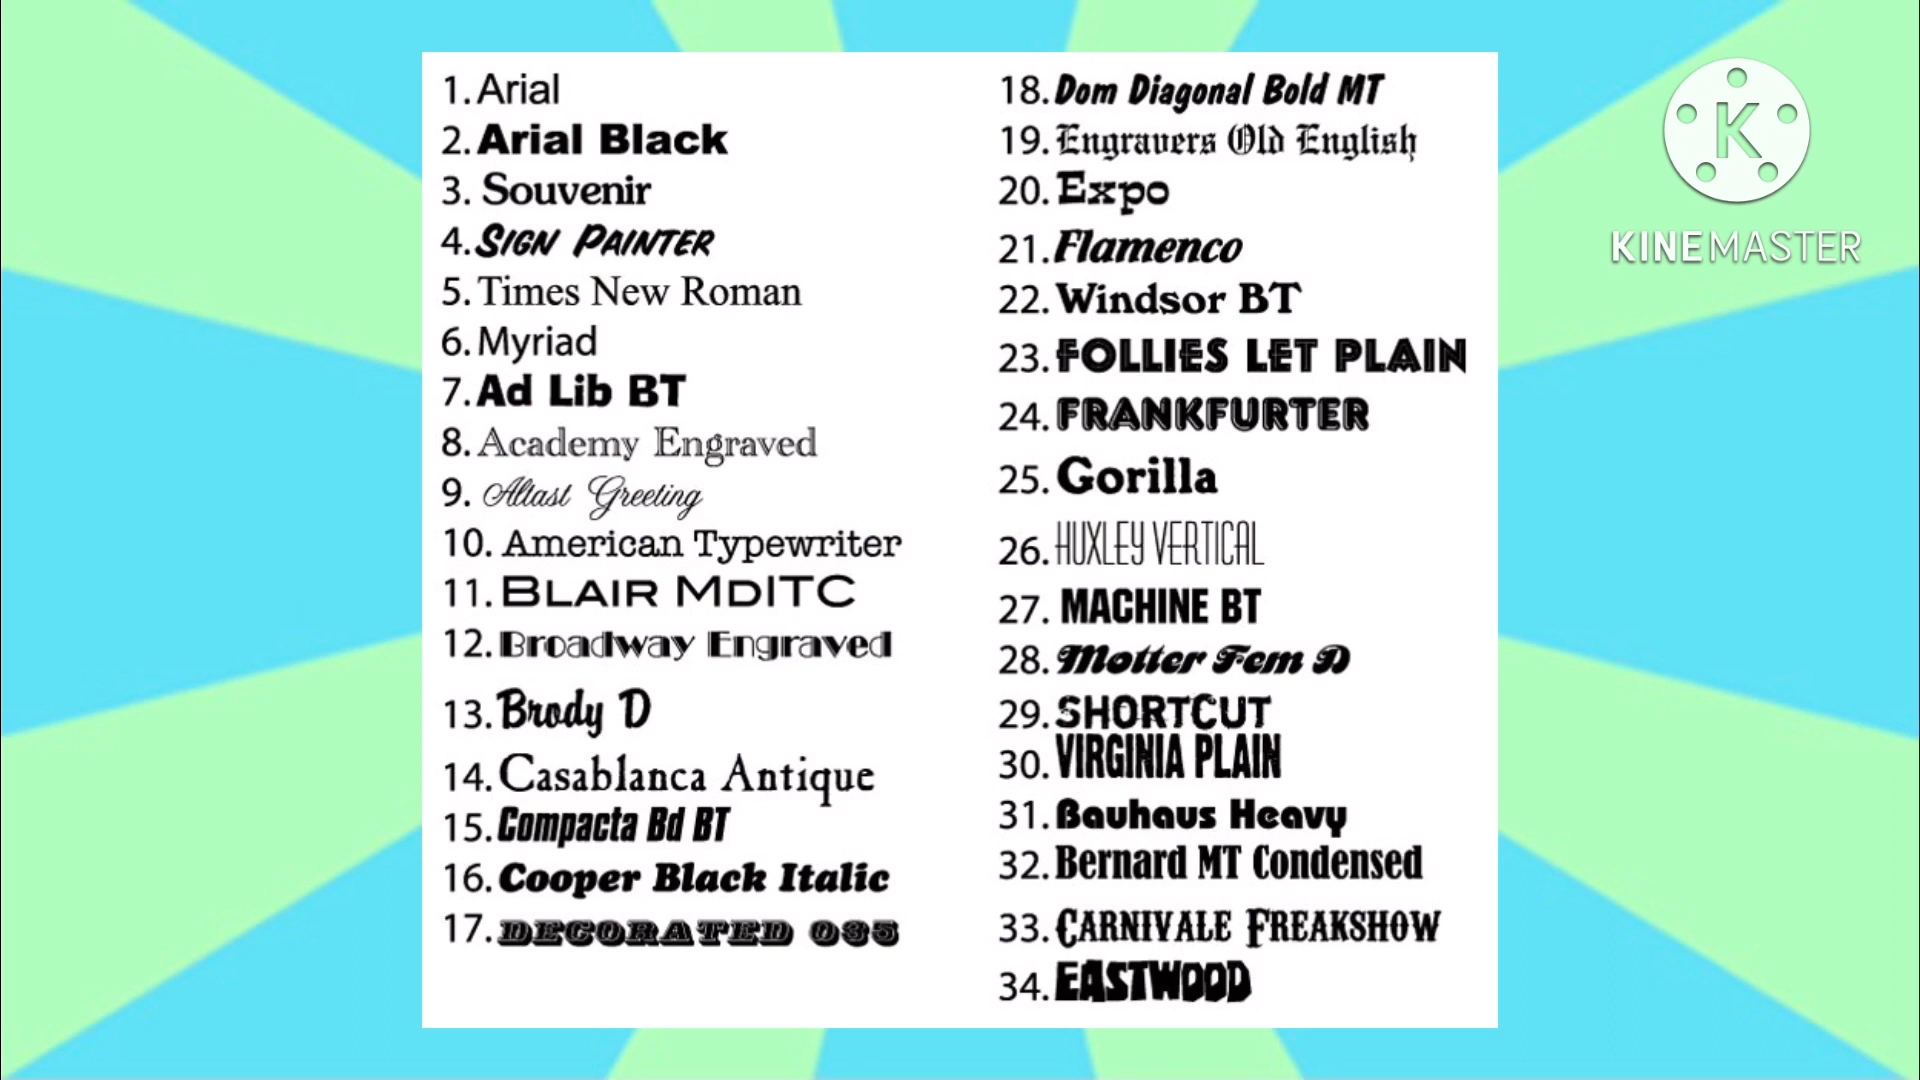 1. Arial
2. Arial Black
3. Souvenir
4. SIGN PAINTER
5. Times New Roman
6. Myriad
7. Ad Lib BT
8. Academy Engraved
9. Altast Greeting
10. American Typewriter
11. BLAIR MDITC
12. Broadway Engraved
13. Brody D
14. Casablanca Antique
15. Compacta Bd BT
16. Cooper Black Italic
17. DECORATED 035
18. Dom Diagonal Bold MT
19. Engravers Old English
20. Expo
21. Flamenco
22. Windsor BT
23. FOLLIES LET PLAIN
24. FRANKFURTER
25. Gorilla
26. HUXLEY VERTICAL
27. MACHINE BT
28. Motter Fem D
29. SHORTCUT
30. VIRGINIA PLAIN
31. Bauhaus Heavy
32. Bernard MT Condensed
33. CARNIVALE FREAKSHOW
34. EASTWOOD
K
KINEMASTER